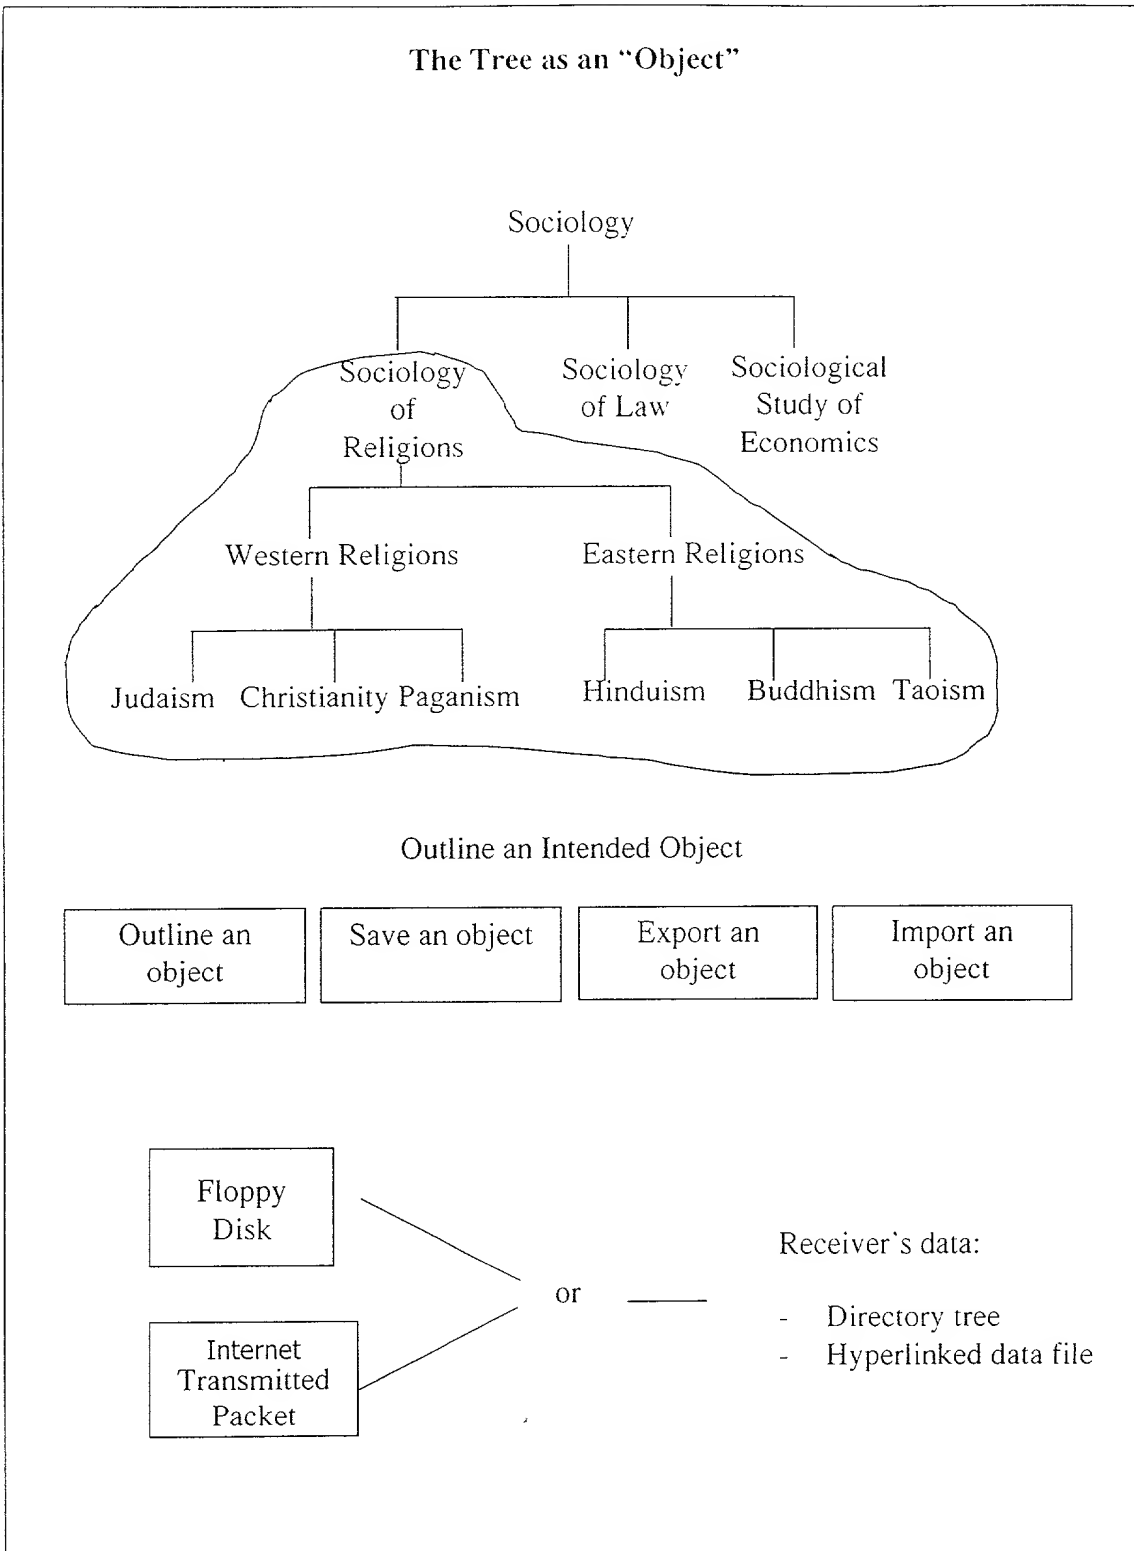 The Tree as an “Object”
Sociology
Sociology
of
Religions
Sociology
of Law
Sociological
Study of
Economics
Western Religions
Eastern Religions
Judaism
Christianity
Paganism
Hinduism
Buddhism
Taoism
Outline an Intended Object
Outline an
object
Save an object
Export an
object
Import an
object
Floppy
Disk
Internet
Transmitted
Packet
or
Receiver's data:
- Directory tree
- Hyperlinked data file